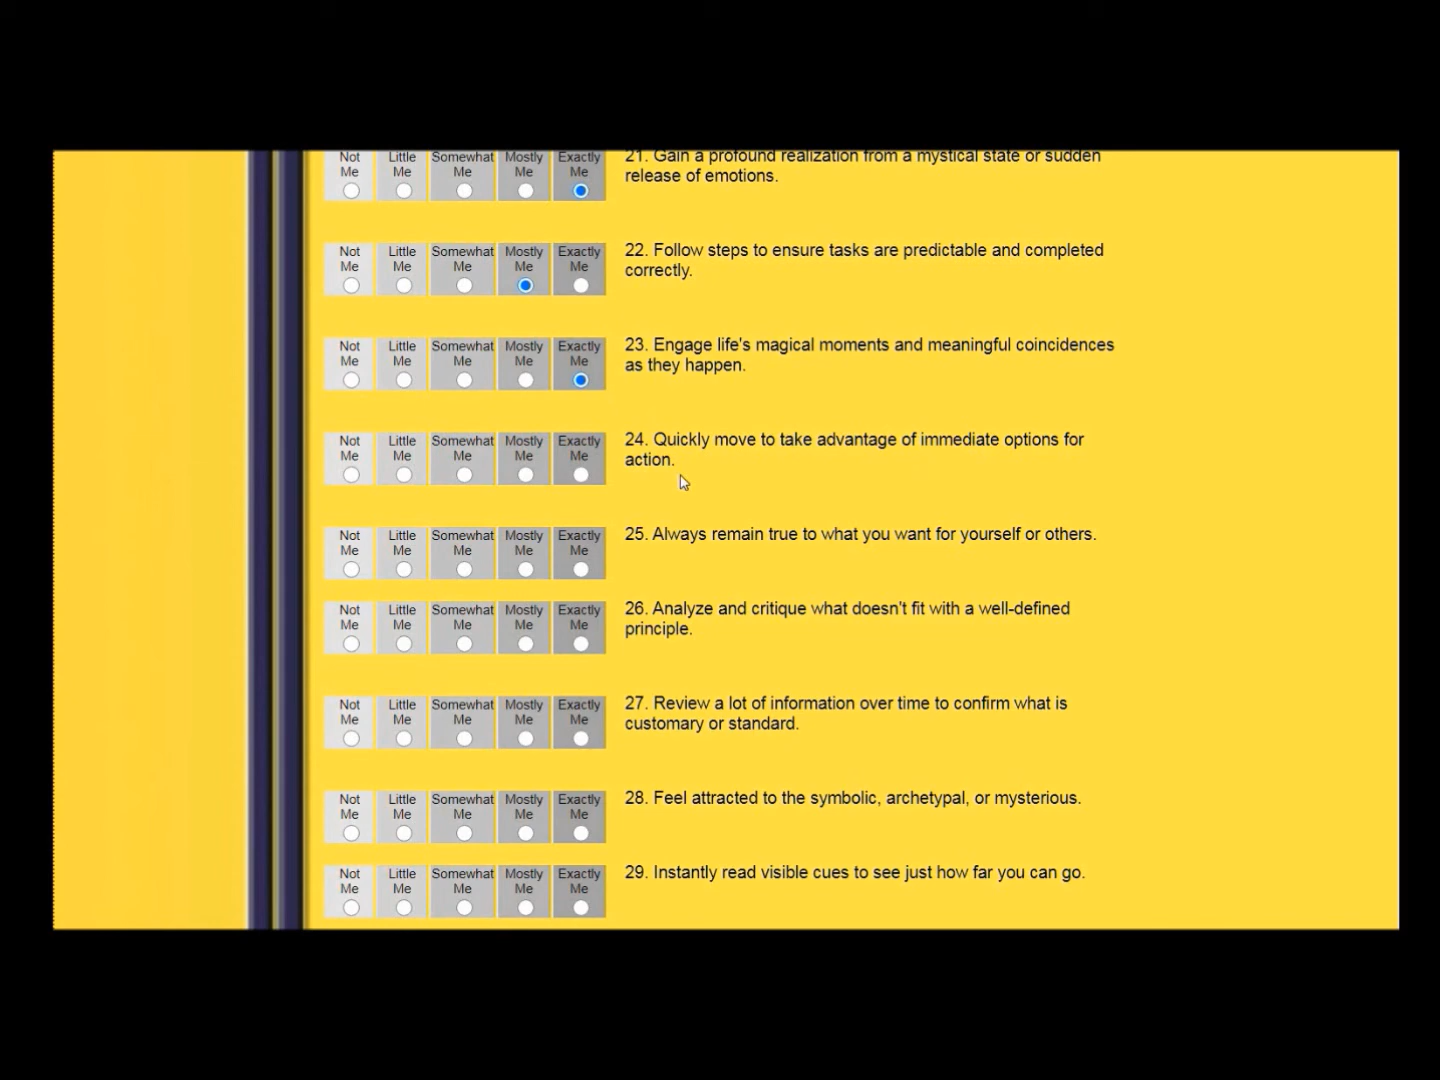 Not Little Somewhat Mostly Exactly
Me Me Me Me Me
21. Gain a profound realization from a mystical state or sudden
release of emotions.
Not Little Somewhat Mostly Exactly
Me Me Me Me Me
22. Follow steps to ensure tasks are predictable and completed
correctly.
Not Little Somewhat Mostly Exactly
Me Me Me Me Me
23. Engage life's magical moments and meaningful coincidences
as they happen.
Not Little Somewhat Mostly Exactly
Me Me Me Me Me
24. Quickly move to take advantage of immediate options for
action.
Not Little Somewhat Mostly Exactly
Me Me Me Me Me
25. Always remain true to what you want for yourself or others.
Not Little Somewhat Mostly Exactly
Me Me Me Me Me
26. Analyze and critique what doesn't fit with a well-defined
principle.
Not Little Somewhat Mostly Exactly
Me Me Me Me Me
27. Review a lot of information over time to confirm what is
customary or standard.
Not Little Somewhat Mostly Exactly
Me Me Me Me Me
28. Feel attracted to the symbolic, archetypal, or mysterious.
Not Little Somewhat Mostly Exactly
Me Me Me Me Me
29. Instantly read visible cues to see just how far you can go.